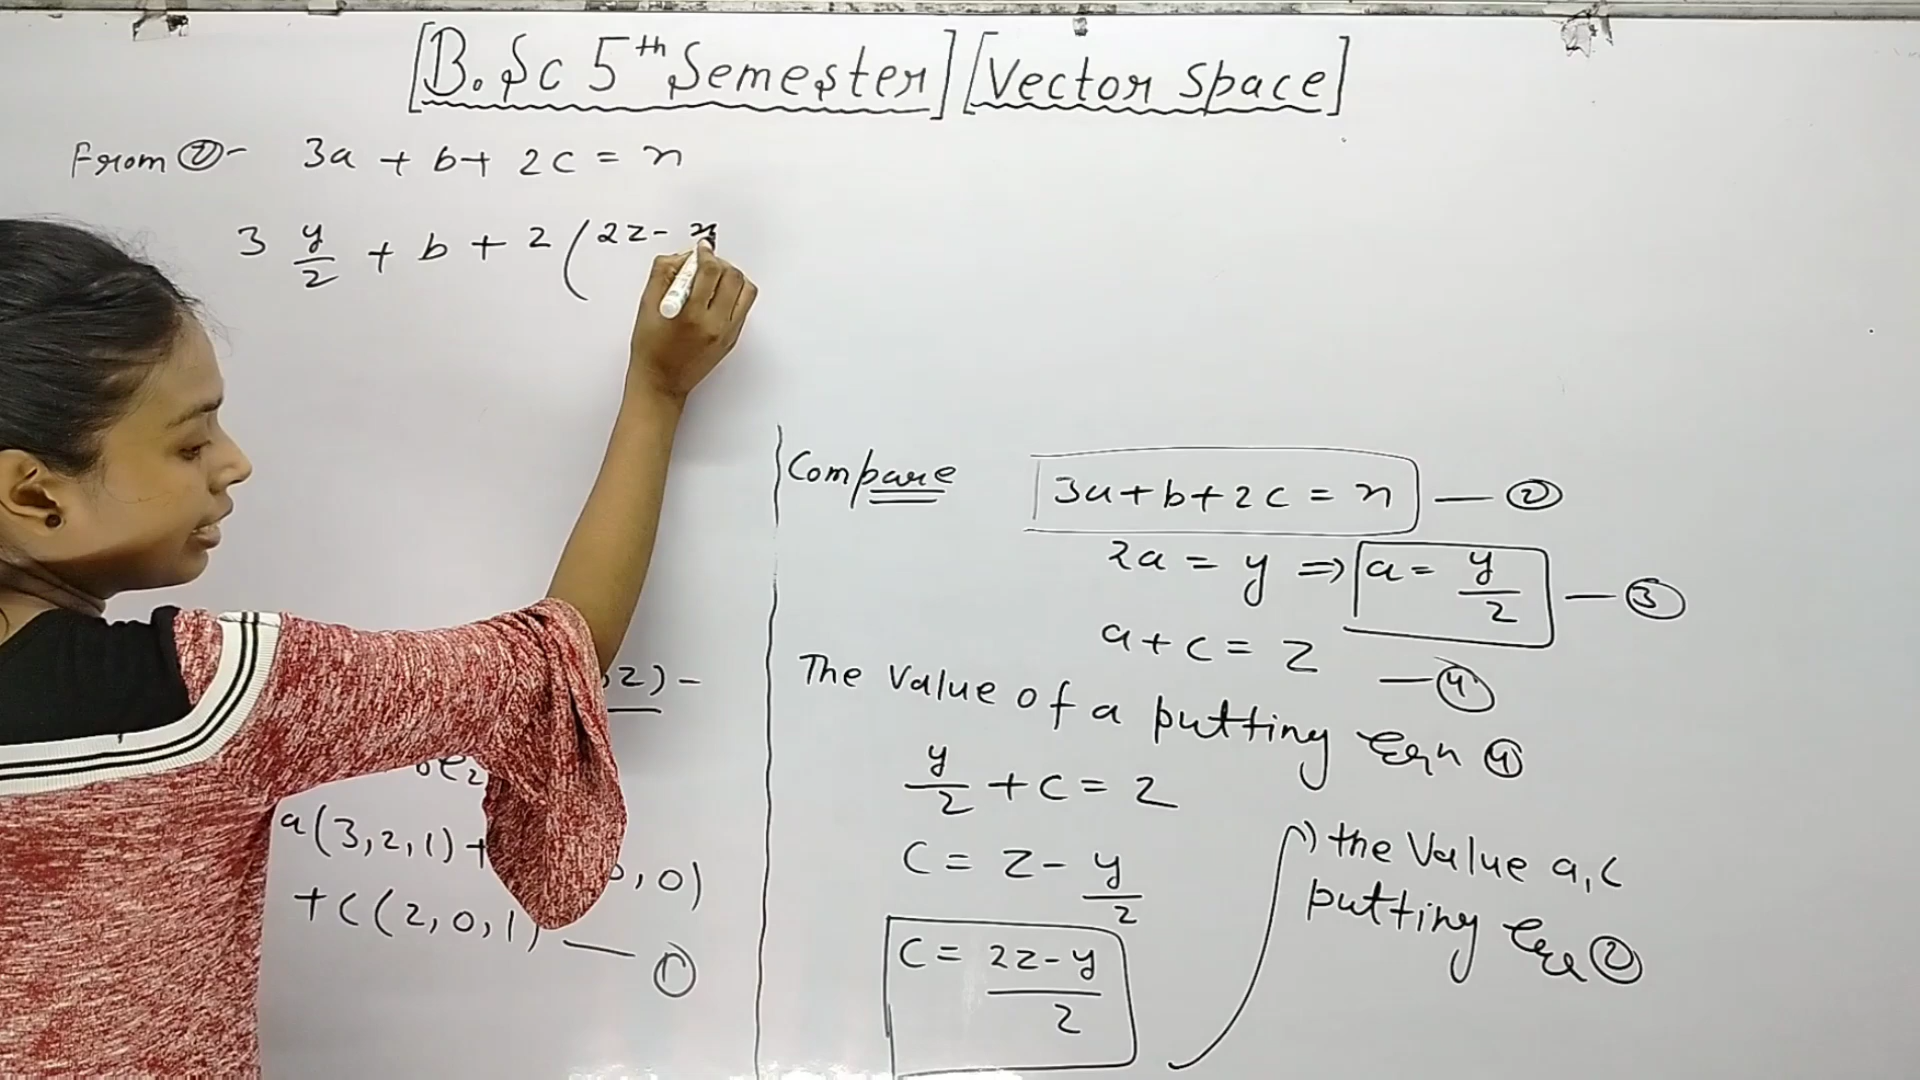 [B.Sc 5th Semester] [Vector Space]
From ② - 3a + b + 2c = x
3 y/2 + b + 2 (2z -
z) -
a(3,2,1) +
, 0)
+ c(2,0,1) — ①
Compare 3a + b + 2c = x — ②
2a = y ⇒ a = y/2 — ③
a + c = z — ④
The Value of a putting Eqn ④
y/2 + c = z
c = z - y/2
c = 2z - y/2
the Value a, c
putting Eqn ②